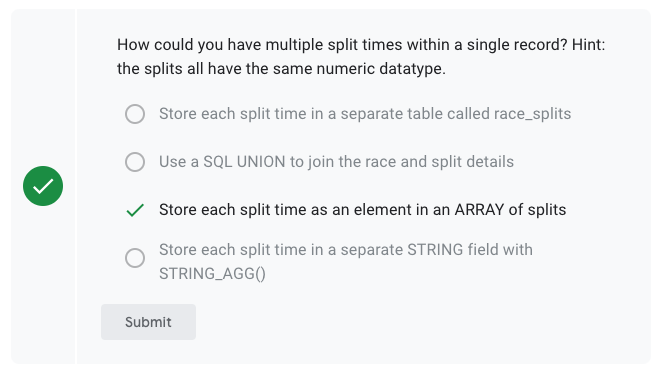 How could you have multiple split times within a single record? Hint:
the splits all have the same numeric datatype.
Store each split time in a separate table called race_splits
Use a SQL UNION to join the race and split details
Store each split time as an element in an ARRAY of splits
Store each split time in a separate STRING field with
STRING_AGG()
Submit